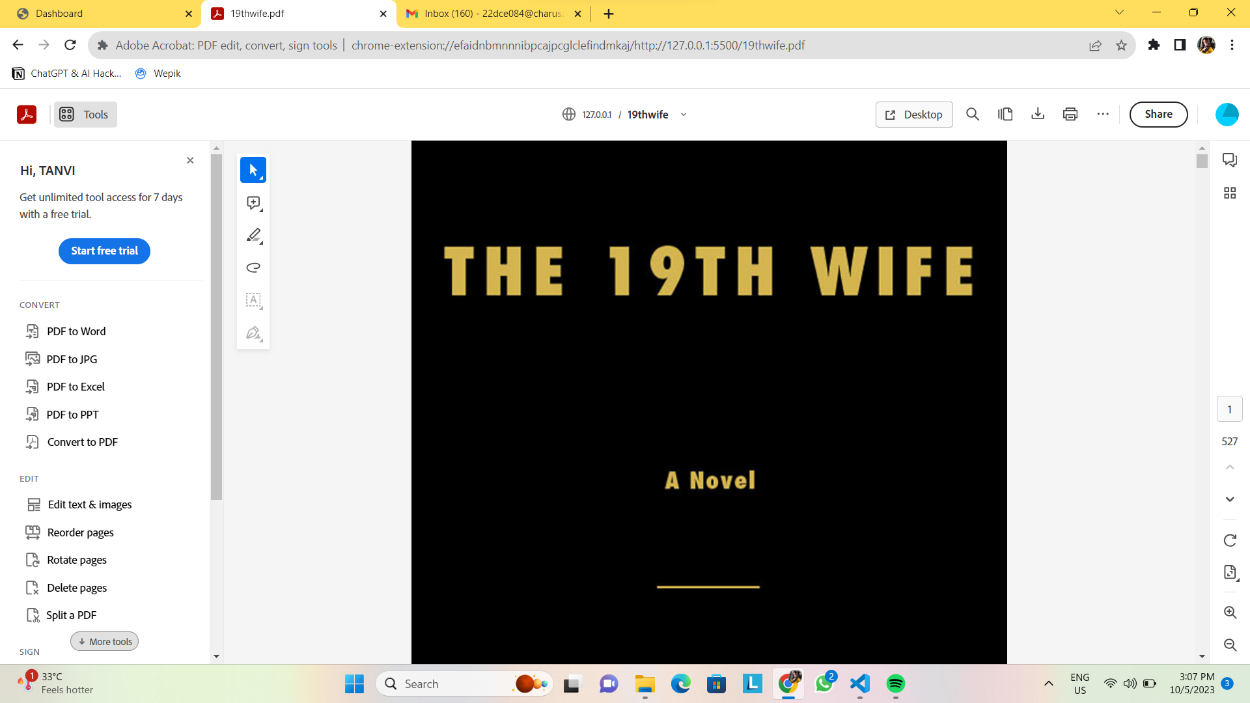 Dashboard
19thwife.pdf
Inbox (160) - 22dce084@charusa
Adobe Acrobat: PDF edit, convert, sign tools | chrome-extension://efaidnbmnnnibpcajpcglclefindmkaj/http://127.0.0.1:5500/19thwife.pdf
ChatGPT & AI Hack...
Wepik
Tools
127.0.0.1 / 19thwife
Desktop
Share
Hi, TANVI
Get unlimited tool access for 7 days
with a free trial.
Start free trial
CONVERT
PDF to Word
PDF to JPG
PDF to Excel
PDF to PPT
Convert to PDF
EDIT
Edit text & images
Reorder pages
Rotate pages
Delete pages
Split a PDF
More tools
SIGN
A
THE 19TH WIFE
A Novel
1
527
1
33°C
Feels hotter
Search
L
2
ENG
US
3:07 PM
10/5/2023
3